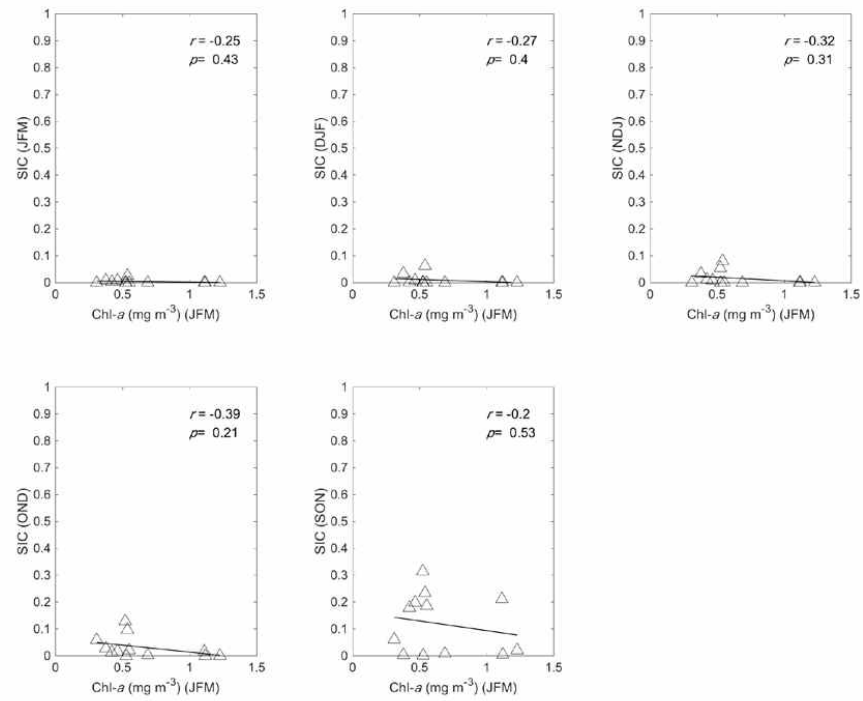 r = -0.25
p= 0.43
SIC (JFM)
1
0.9
0.8
0.7
0.6
0.5
0.4
0.3
0.2
0.1
0
0 0.5 1 1.5
Chl-a (mg m⁻³) (JFM)
r = -0.27
p= 0.4
SIC (DJF)
1
0.9
0.8
0.7
0.6
0.5
0.4
0.3
0.2
0.1
0
0 0.5 1 1.5
Chl-a (mg m⁻³) (JFM)
r = -0.32
p= 0.31
SIC (NDJ)
1
0.9
0.8
0.7
0.6
0.5
0.4
0.3
0.2
0.1
0
0 0.5 1 1.5
Chl-a (mg m⁻³) (JFM)
r = -0.39
p= 0.21
SIC (OND)
1
0.9
0.8
0.7
0.6
0.5
0.4
0.3
0.2
0.1
0
0 0.5 1 1.5
Chl-a (mg m⁻³) (JFM)
r = -0.2
p= 0.53
SIC (SON)
1
0.9
0.8
0.7
0.6
0.5
0.4
0.3
0.2
0.1
0
0 0.5 1 1.5
Chl-a (mg m⁻³) (JFM)